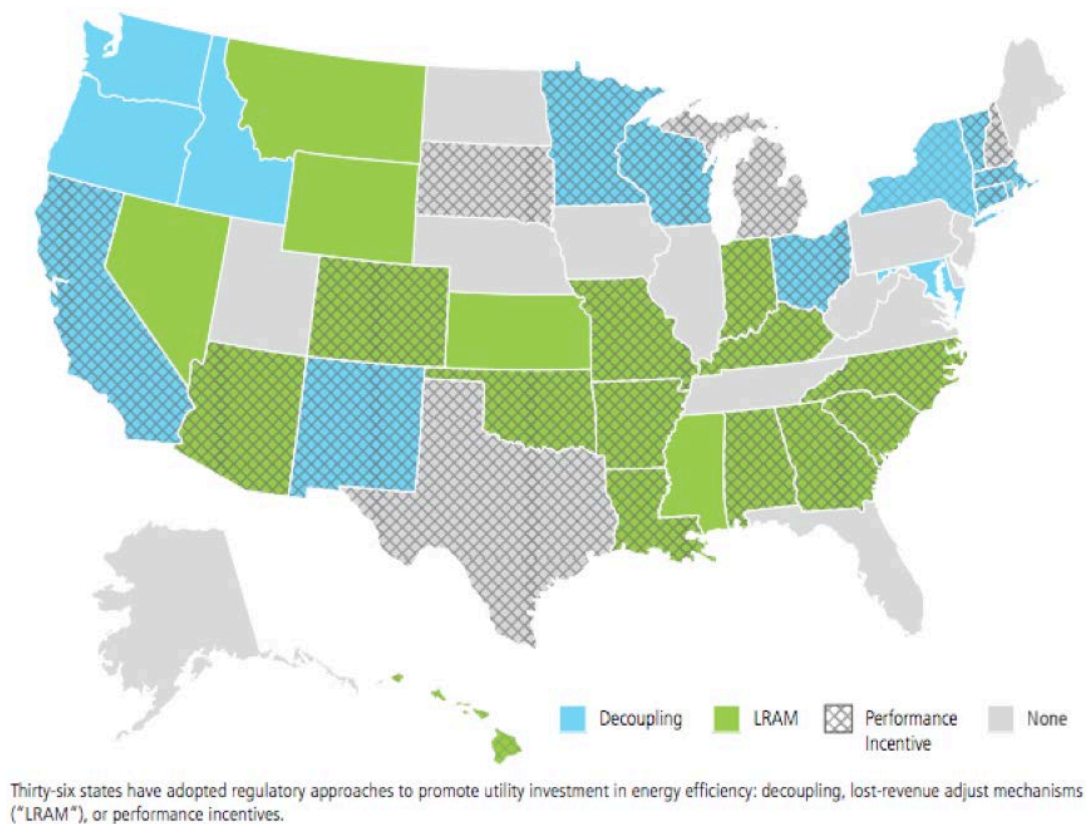 Decoupling
LRAM
Performance
Incentive
None
Thirty-six states have adopted regulatory approaches to promote utility investment in energy efficiency: decoupling, lost-revenue adjust mechanisms
("LRAM"), or performance incentives.